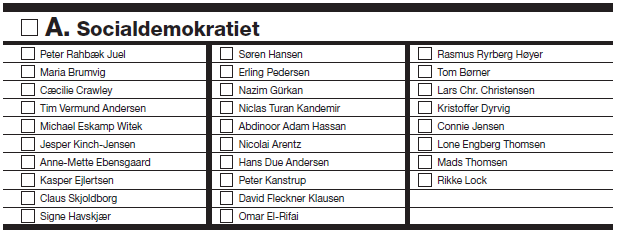 A. Socialdemokratiet
Peter Rahbæk Juel
Maria Brumvig
Cæcilie Crawley
Tim Vermund Andersen
Michael Eskamp Witek
Jesper Kinch-Jensen
Anne-Mette Ebensgaard
Kasper Ejlertsen
Claus Skjoldborg
Signe Havskjær
Søren Hansen
Erling Pedersen
Nazim Gürkan
Niclas Turan Kandemir
Abdinoor Adam Hassan
Nicolai Arentz
Hans Due Andersen
Peter Kanstrup
David Fleckner Klausen
Omar El-Rifai
Rasmus Ryrberg Høyer
Tom Børner
Lars Chr. Christensen
Kristoffer Dyrvig
Connie Jensen
Lone Engberg Thomsen
Mads Thomsen
Rikke Lock